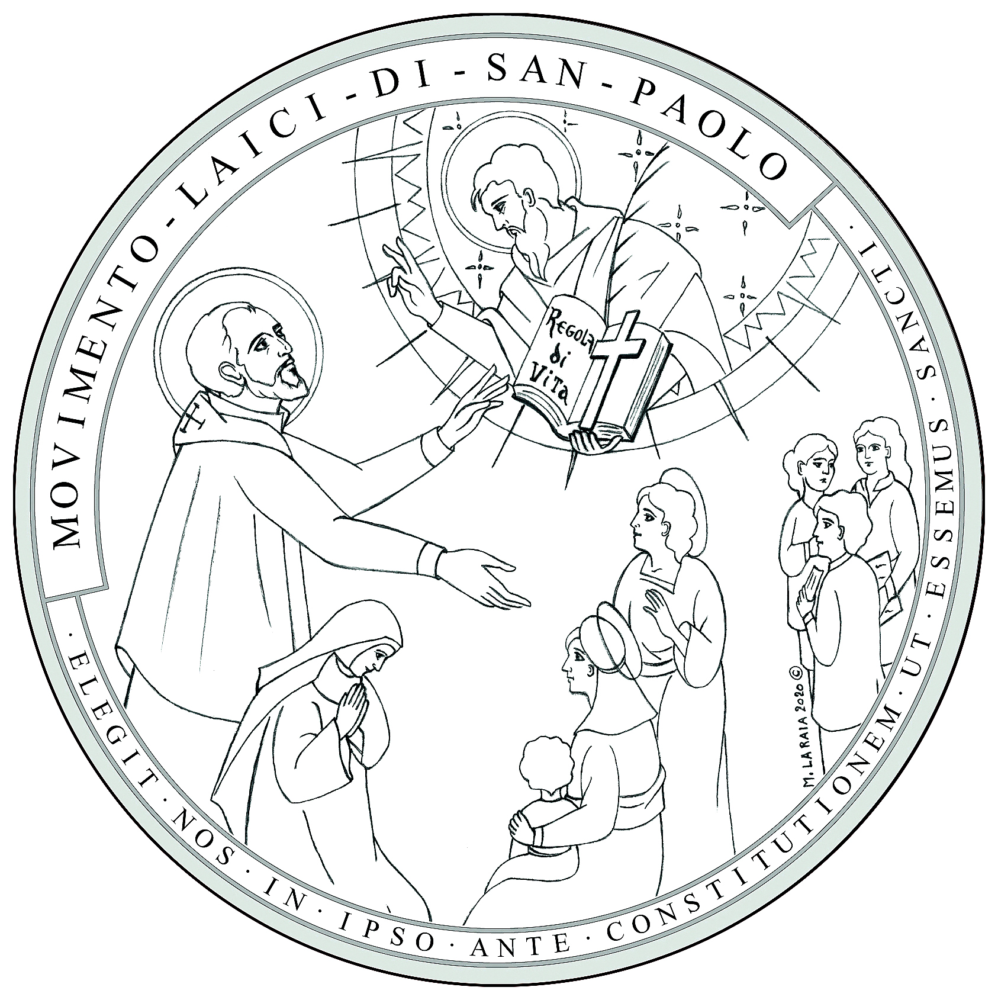 MOVIMENTO-LAICI-DI-SAN-PAOLO
· ELEGIT · NOS · IN · IPSO · ANTE · CONSTITUTIONEM · UT · ESSEMUS · SANCTI ·
REGOLA
di
ViTa
M. LARAIA 2020 ©